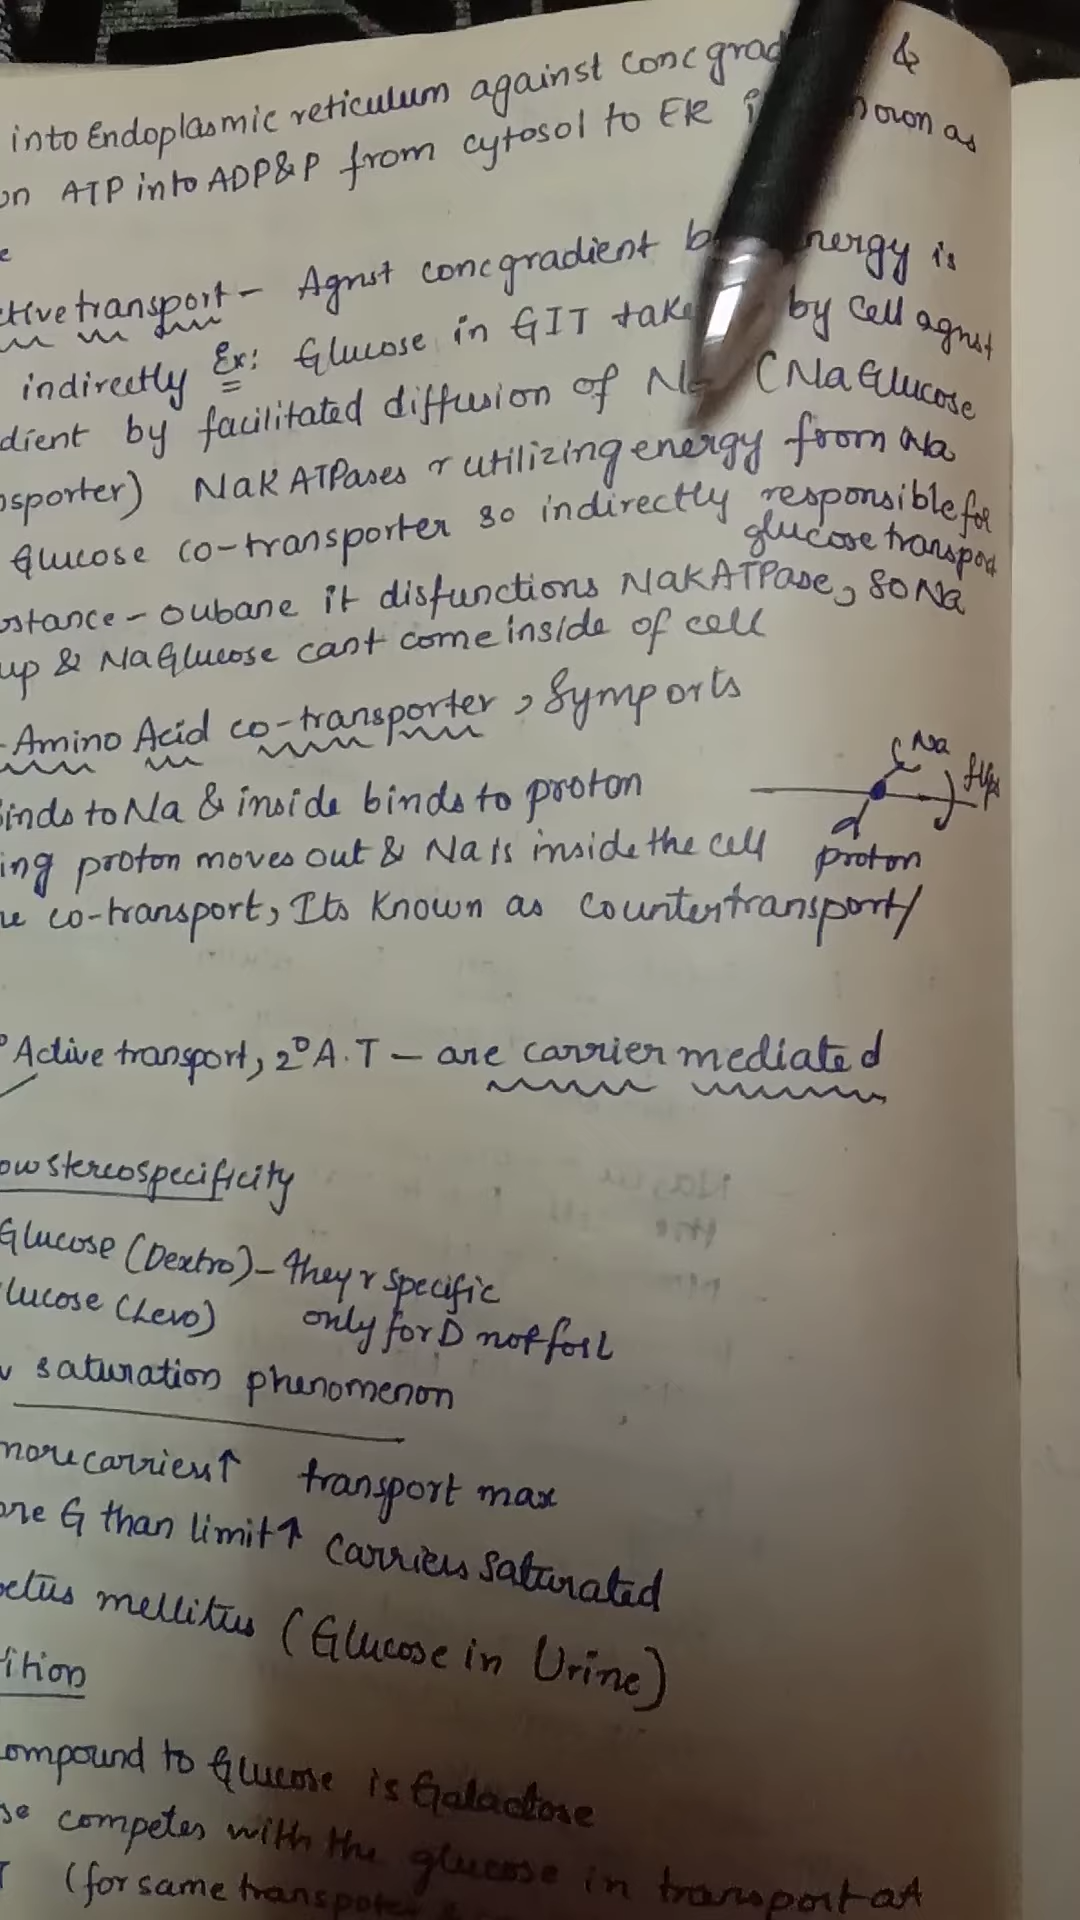 &
into Endoplasmic reticulum against conc grad
on ATP into ADP&P from cytosol to ER
e
ctive transport - Agnst conc gradient nergy is
indirectly Ex: Glucose in GIT take by cell agnst
dient by facilitated diffusion of Na (Na Glucose
sporter) NaK ATPases r utilizing energy from Na
Glucose co-transporter so indirectly responsible for
glucose transport
stance - oubane it disfunctions NaKATPase, so Na
up & Na Glucose cant come inside of cell
Amino Acid co-transporter, Symports
inds to Na & inside binds to proton
Na
flips
proton
ing proton moves out & Na is inside the cell
co-transport, Its known as countertransport/
Active transport, 2° A.T - are carrier mediated
ow stereospecificity
Glucose (Dextro) - they r specific
lucose (Levo) only for D not for L
saturation phenomenon
more carriers↑ transport max
ore G than limit↑ carriers saturated
etus mellitus (Glucose in Urine)
ition
ompound to Glucose is Galactose
se competes with the glucose in transport at
(for same